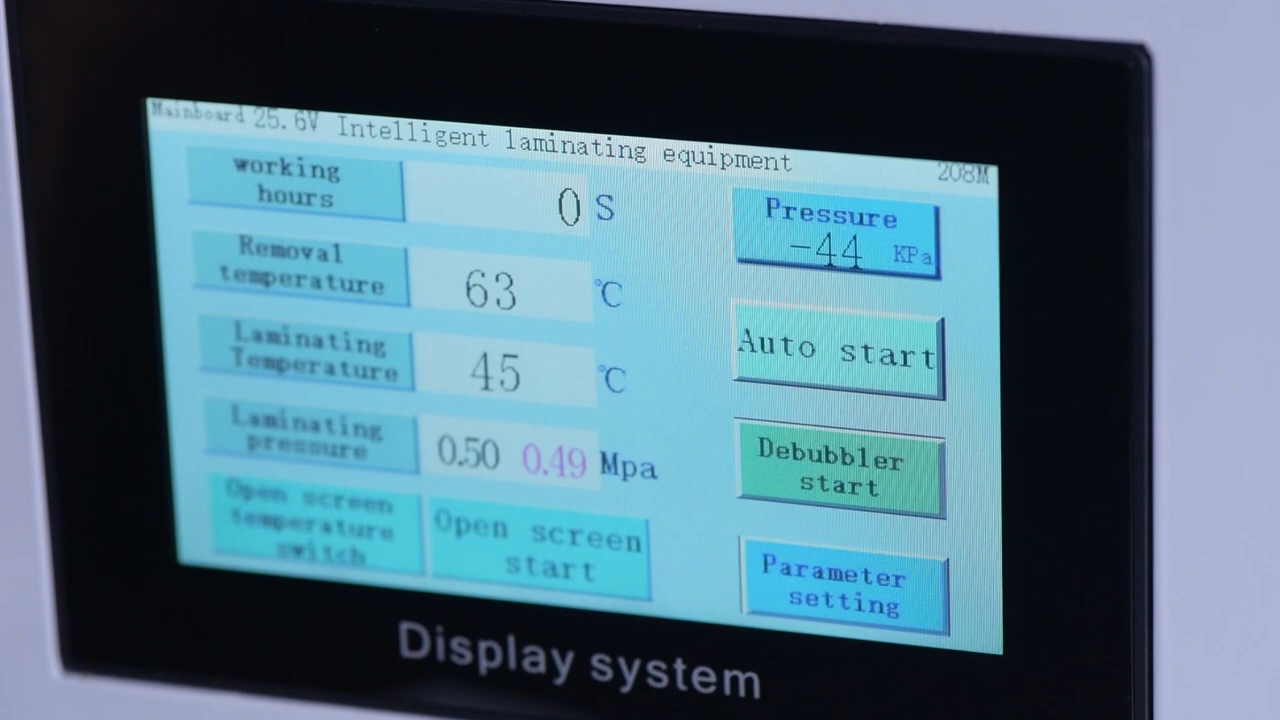 Mainboard 25.6V Intelligent laminating equipment 208M
working
hours
0 S
Pressure
-44 KPa
Removal
temperature
63 ℃
Auto start
Laminating
Temperature
45 ℃
Laminating
pressure
0.50 0.49 Mpa
Debubbler
start
Open screen
temperature
switch
Open screen
start
Parameter
setting
Display system